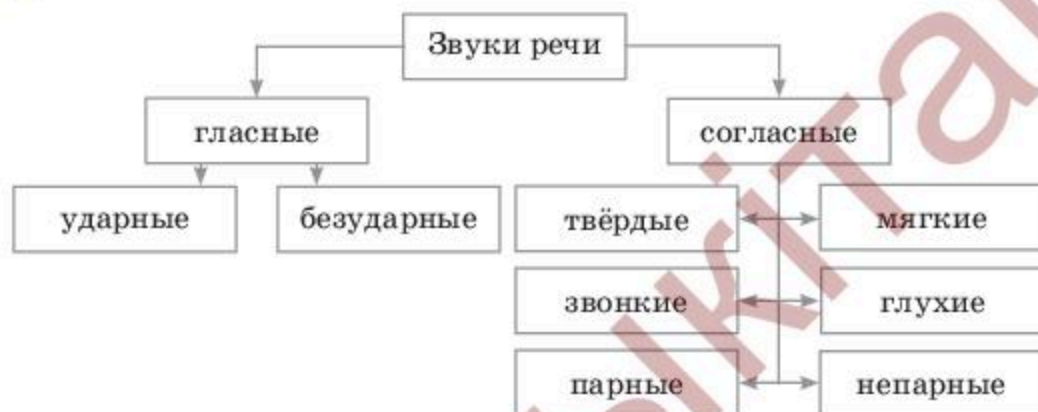 Звуки речи
гласные
согласные
ударные
безударные
твёрдые
мягкие
звонкие
глухие
парные
непарные